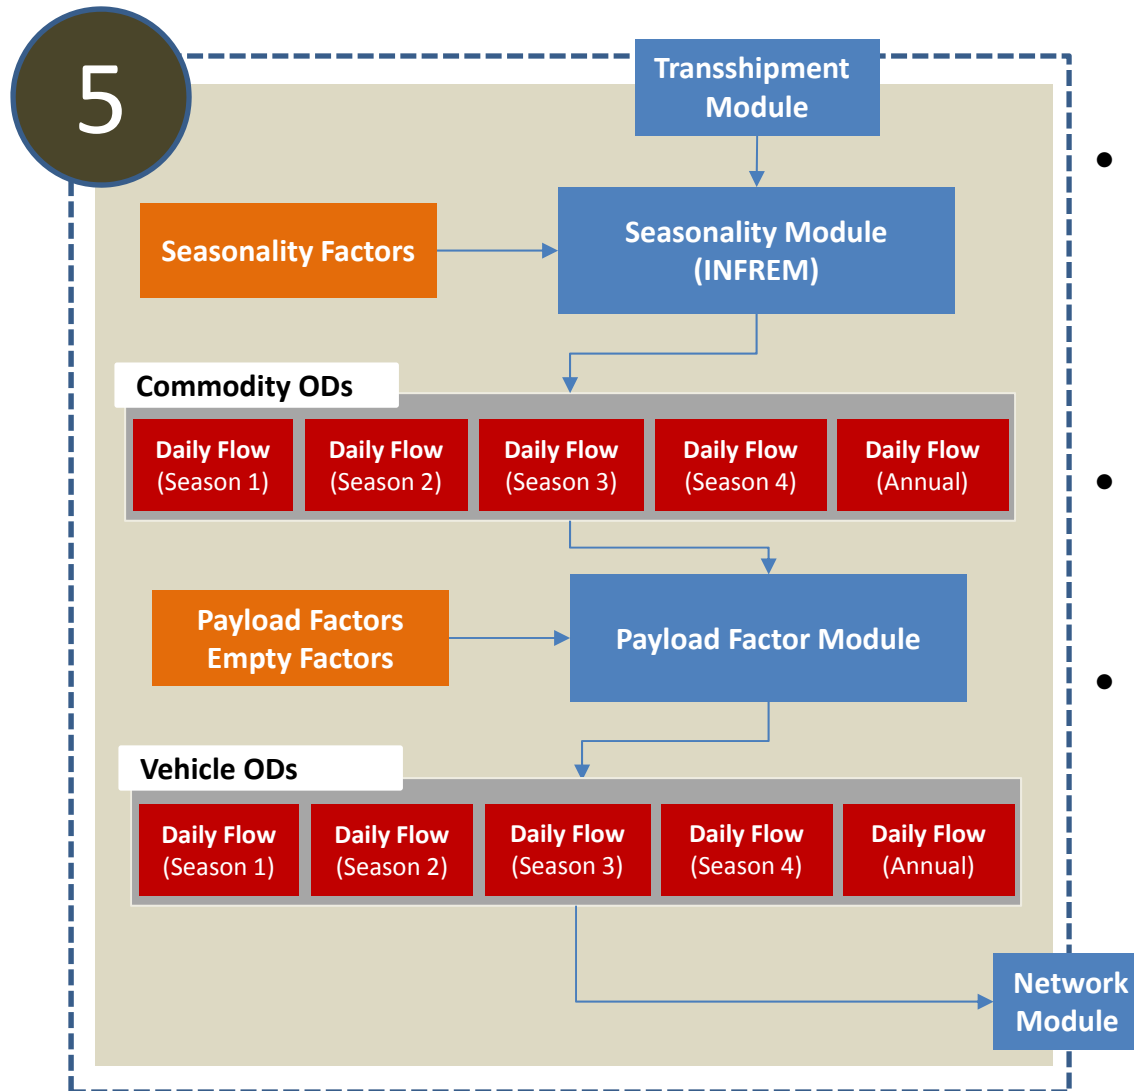 5
Transshipment
Module
Seasonality Factors
Seasonality Module
(INFREM)
Commodity ODs
Daily Flow
(Season 1)
Daily Flow
(Season 2)
Daily Flow
(Season 3)
Daily Flow
(Season 4)
Daily Flow
(Annual)
Payload Factors
Empty Factors
Payload Factor Module
Vehicle ODs
Daily Flow
(Season 1)
Daily Flow
(Season 2)
Daily Flow
(Season 3)
Daily Flow
(Season 4)
Daily Flow
(Annual)
Network
Module